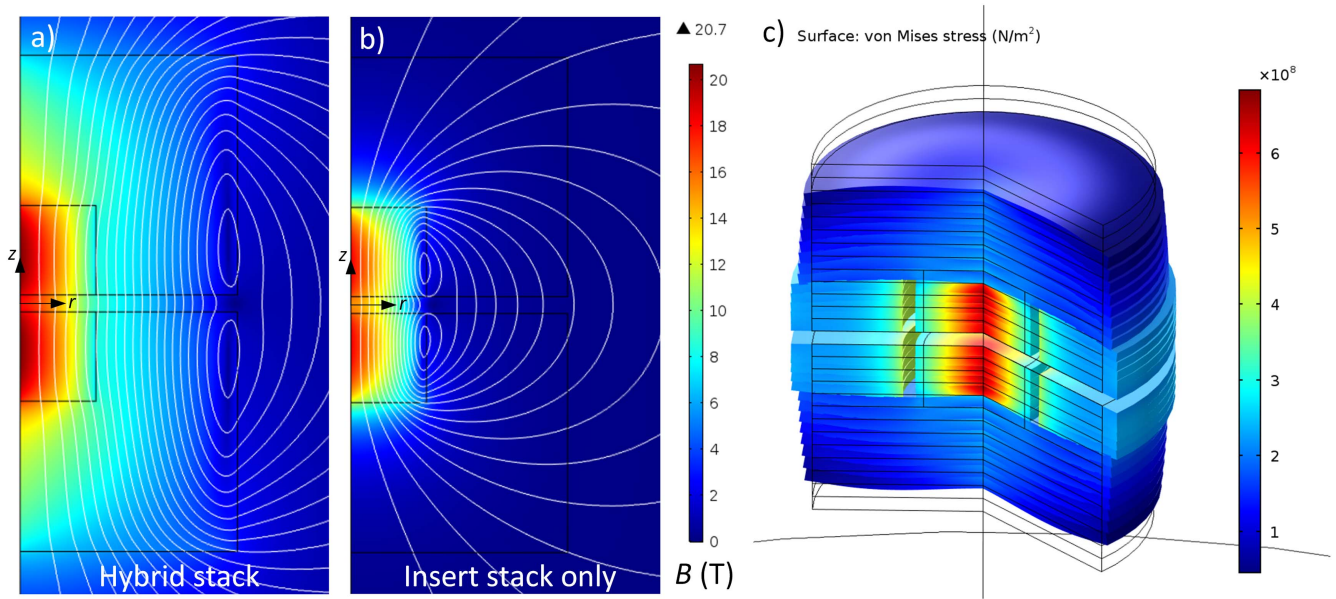 a)
z
r
Hybrid stack
b)
z
r
Insert stack only
▲ 20.7
20
18
16
14
12
10
8
6
4
2
0
B (T)
c) Surface: von Mises stress (N/m²)
×10⁸
6
5
4
3
2
1